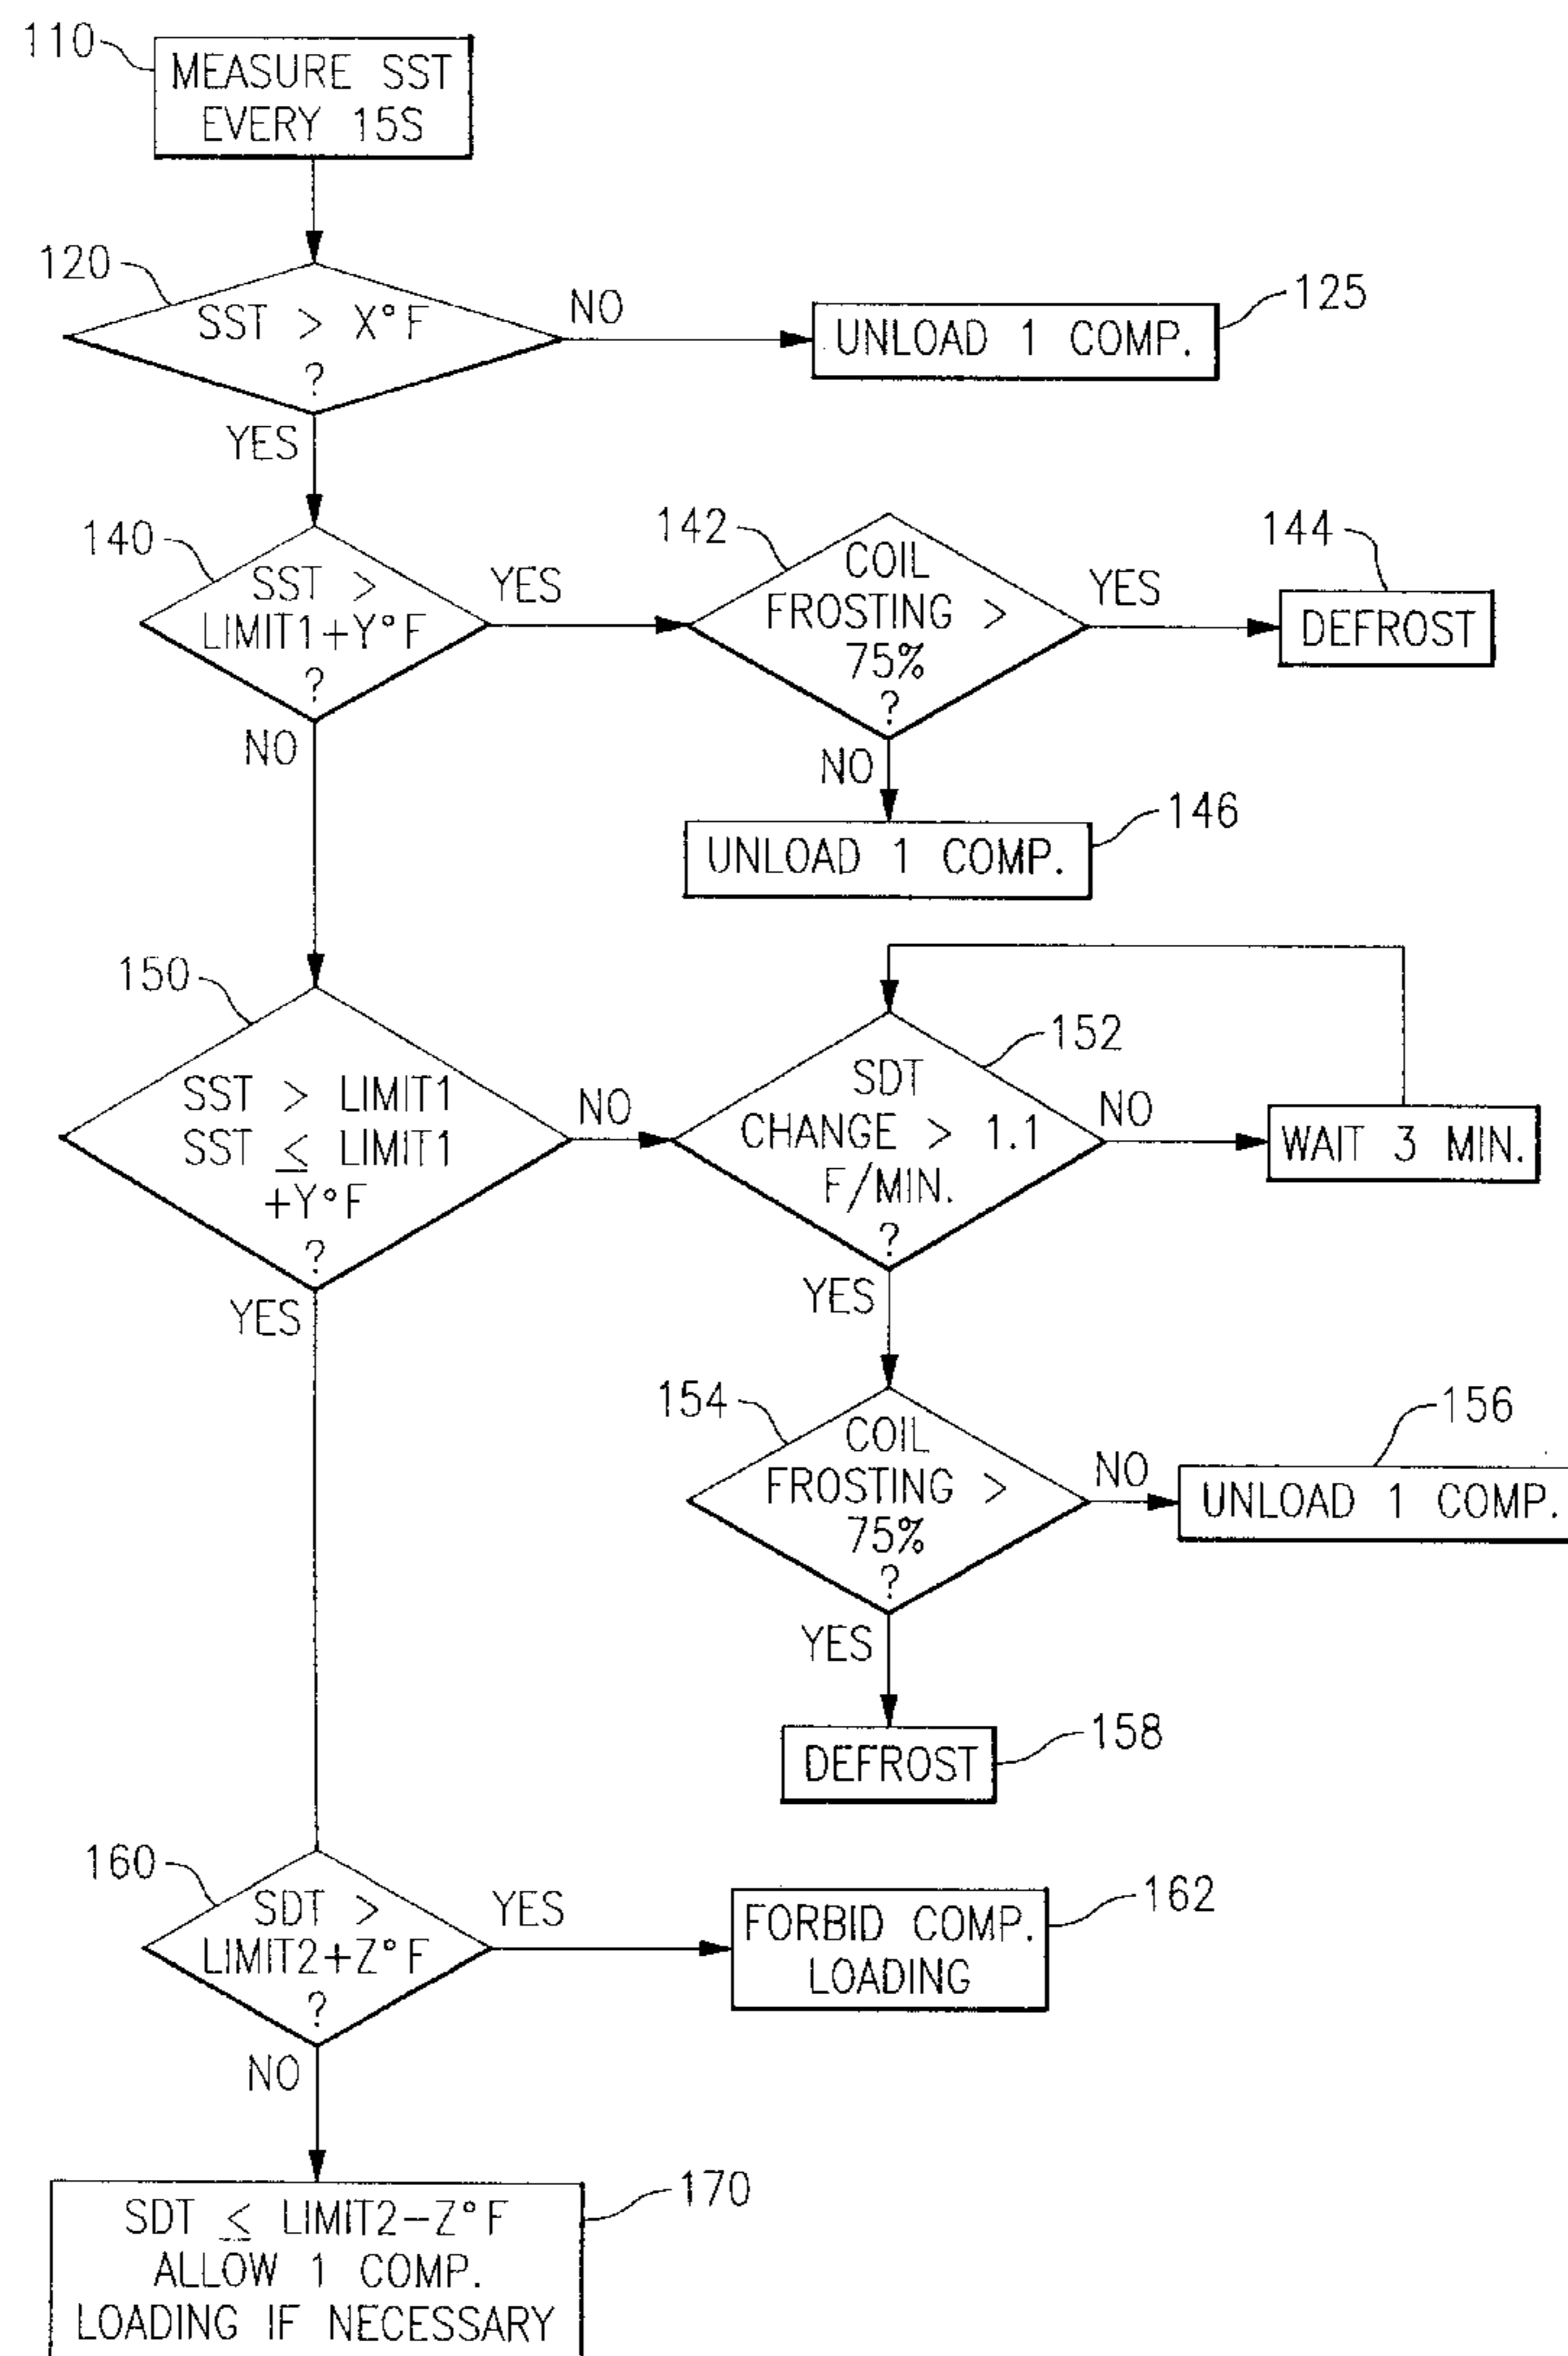 110
MEASURE SST
EVERY 15S
120
SST > X°F
?
NO
125
UNLOAD 1 COMP.
YES
140
SST >
LIMIT1+Y°F
?
YES
142
COIL
FROSTING >
75%
?
YES
144
DEFROST
NO
NO
146
UNLOAD 1 COMP.
150
SST > LIMIT1
SST ≤ LIMIT1
+Y°F
?
NO
152
SDT
CHANGE > 1.1
F/MIN.
?
NO
WAIT 3 MIN.
YES
YES
154
COIL
FROSTING >
75%
?
NO
156
UNLOAD 1 COMP.
YES
158
DEFROST
160
SDT >
LIMIT2+Z°F
?
YES
162
FORBID COMP.
LOADING
NO
170
SDT ≤ LIMIT2-Z°F
ALLOW 1 COMP.
LOADING IF NECESSARY